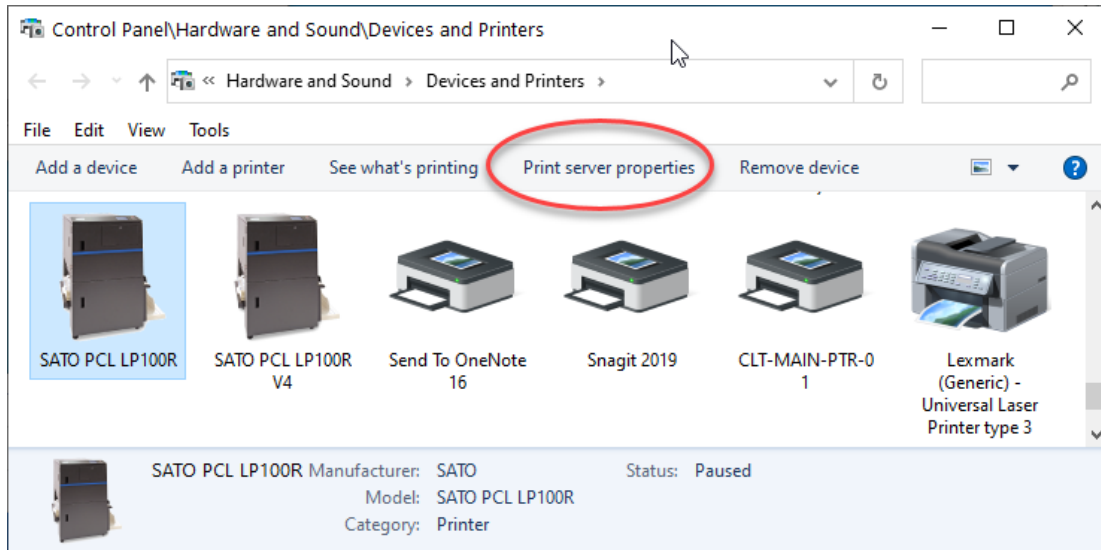 Control Panel\Hardware and Sound\Devices and Printers
« Hardware and Sound > Devices and Printers >
File Edit View Tools
Add a device Add a printer See what's printing Print server properties Remove device ?
SATO PCL LP100R
SATO PCL LP100R
V4
Send To OneNote
16
Snagit 2019
CLT-MAIN-PTR-0
1
Lexmark
(Generic) -
Universal Laser
Printer type 3
SATO PCL LP100R Manufacturer: SATO Status: Paused
Model: SATO PCL LP100R
Category: Printer